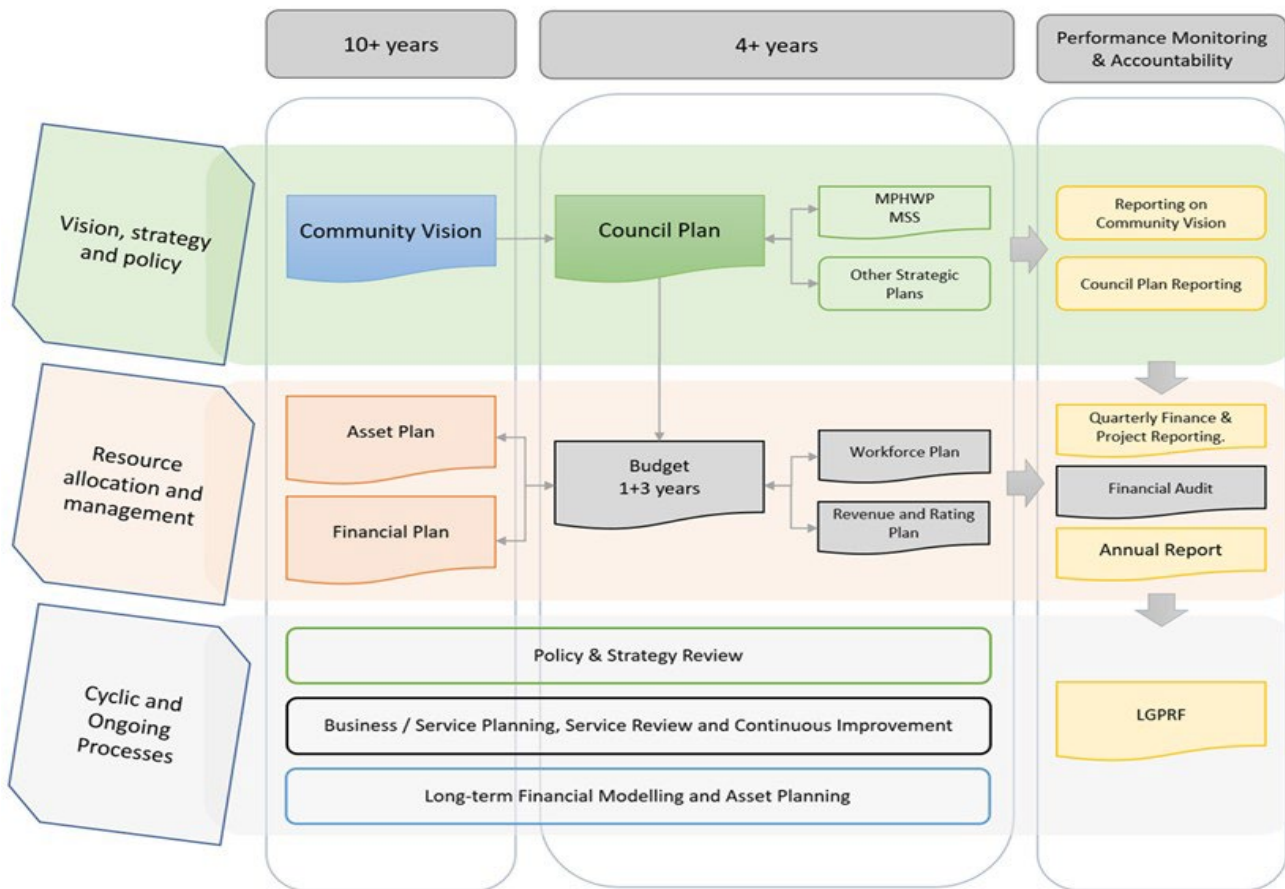 10+ years
4+ years
Performance Monitoring
& Accountability
Vision, strategy
and policy
Community Vision
Council Plan
MPHWP
MSS
Other Strategic
Plans
Reporting on
Community Vision
Council Plan Reporting
Resource
allocation and
management
Asset Plan
Financial Plan
Budget
1+3 years
Workforce Plan
Revenue and Rating
Plan
Quarterly Finance &
Project Reporting.
Financial Audit
Annual Report
Cyclic and
Ongoing
Processes
Policy & Strategy Review
Business / Service Planning, Service Review and Continuous Improvement
Long-term Financial Modelling and Asset Planning
LGPRF